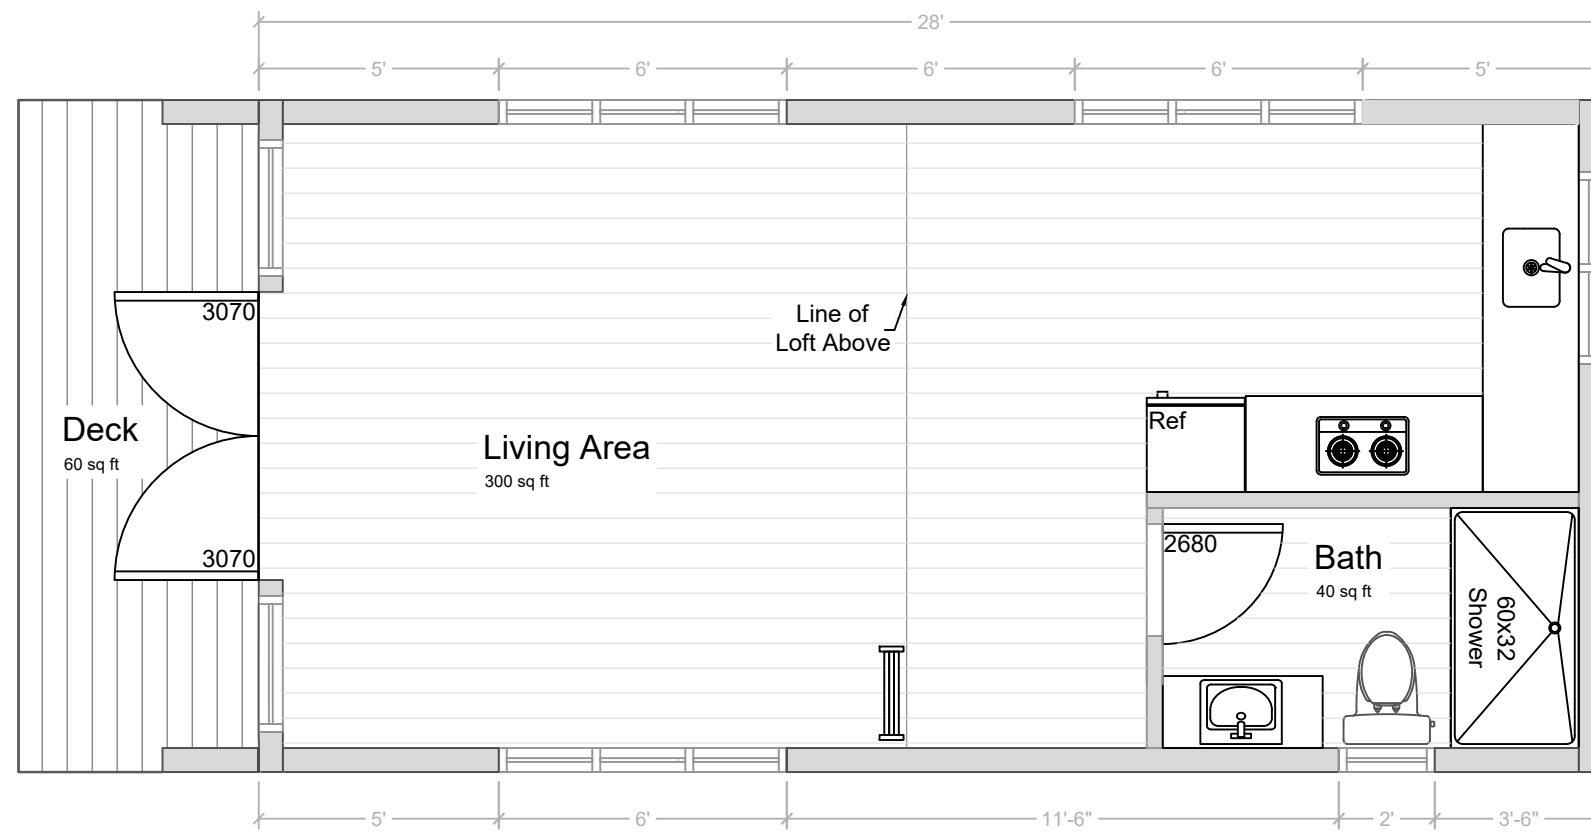 28'
5'
6'
6'
6'
5'
3070
Line of
Loft Above
Deck
60 sq ft
Living Area
300 sq ft
Ref
3070
2680
Bath
40 sq ft
60x32
Shower
5'
6'
11'-6"
2'
3'-6"